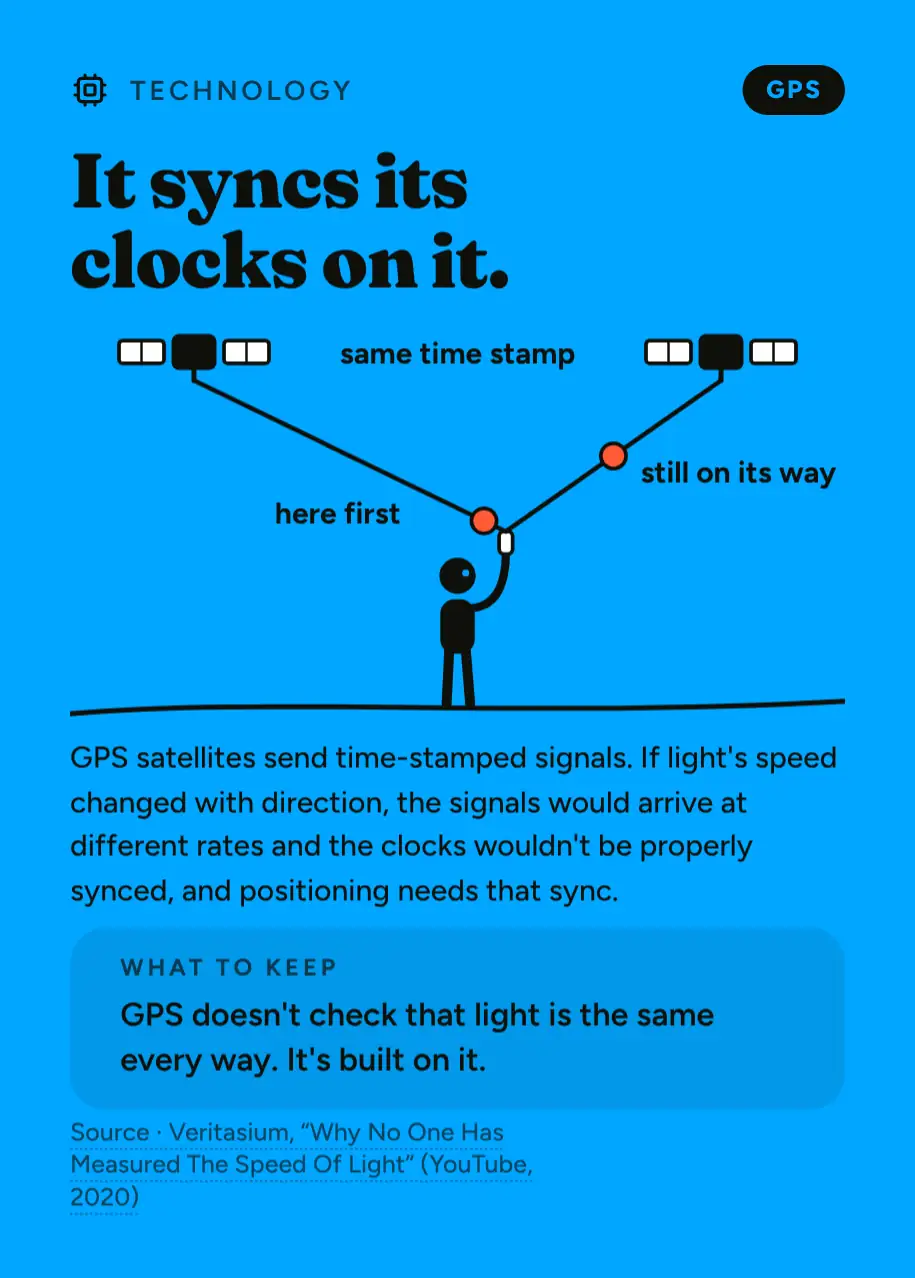 TECHNOLOGY
GPS
It syncs its
clocks on it.
same time stamp
still on its way
here first
GPS satellites send time-stamped signals. If light's speed
changed with direction, the signals would arrive at
different rates and the clocks wouldn't be properly
synced, and positioning needs that sync.
WHAT TO KEEP
GPS doesn't check that light is the same
every way. It's built on it.
Source · Veritasium, “Why No One Has
Measured The Speed Of Light” (YouTube,
2020)